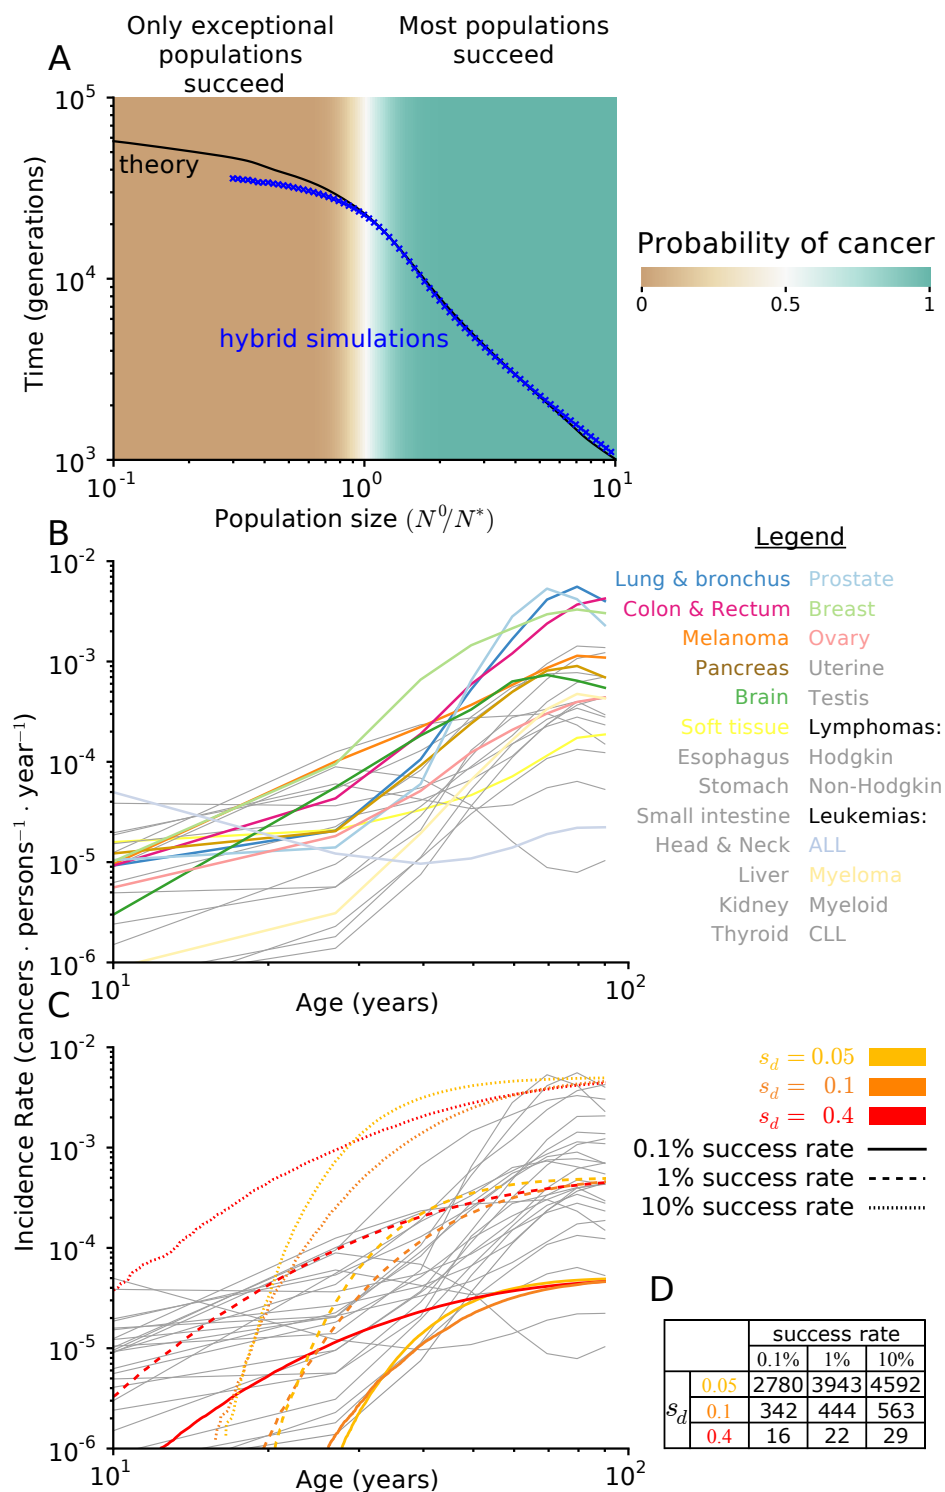 Only exceptional
populations
succeed
Most populations
succeed
A
10^5
10^4
10^3
Time (generations)
theory
hybrid simulations
10^-1
10^0
10^1
Population size (N^0/N^*)
Probability of cancer
0
0.5
1
B
10^-2
10^-3
10^-4
10^-5
10^-6
10^1
10^2
Age (years)
Incidence Rate (cancers · persons^-1 · year^-1)
Legend
Lung & bronchus Prostate
Colon & Rectum Breast
Melanoma Ovary
Pancreas Uterine
Brain Testis
Soft tissue Lymphomas:
Esophagus Hodgkin
Stomach Non-Hodgkin
Small intestine Leukemias:
Head & Neck ALL
Liver Myeloma
Kidney Myeloid
Thyroid CLL
C
10^-2
10^-3
10^-4
10^-5
10^-6
10^1
10^2
Age (years)
s_d = 0.05
s_d = 0.1
s_d = 0.4
0.1% success rate
1% success rate
10% success rate
D
success rate
0.1% 1% 10%
s_d
0.05 2780 3943 4592
0.1 342 444 563
0.4 16 22 29